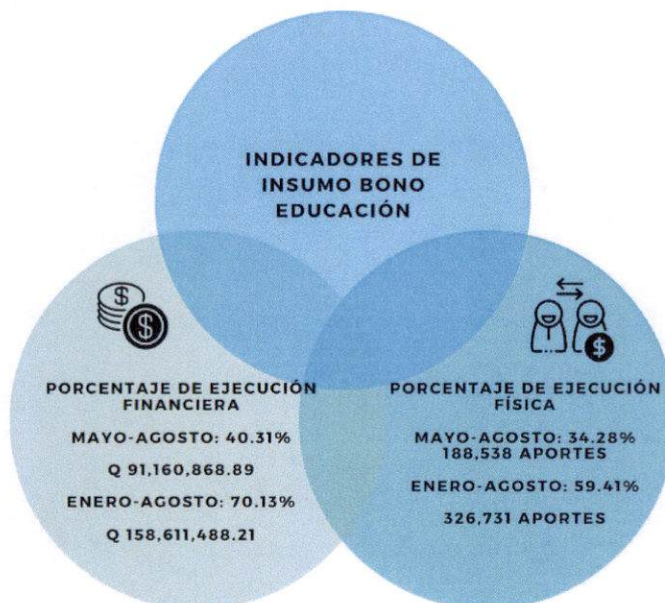 INDICADORES DE
INSUMO BONO
EDUCACIÓN
$
$
PORCENTAJE DE EJECUCIÓN
FINANCIERA
MAYO-AGOSTO: 40.31%
Q 91,160,868.89
ENERO-AGOSTO: 70.13%
Q 158,611,488.21
$
PORCENTAJE DE EJECUCIÓN
FÍSICA
MAYO-AGOSTO: 34.28%
188,538 APORTES
ENERO-AGOSTO: 59.41%
326,731 APORTES